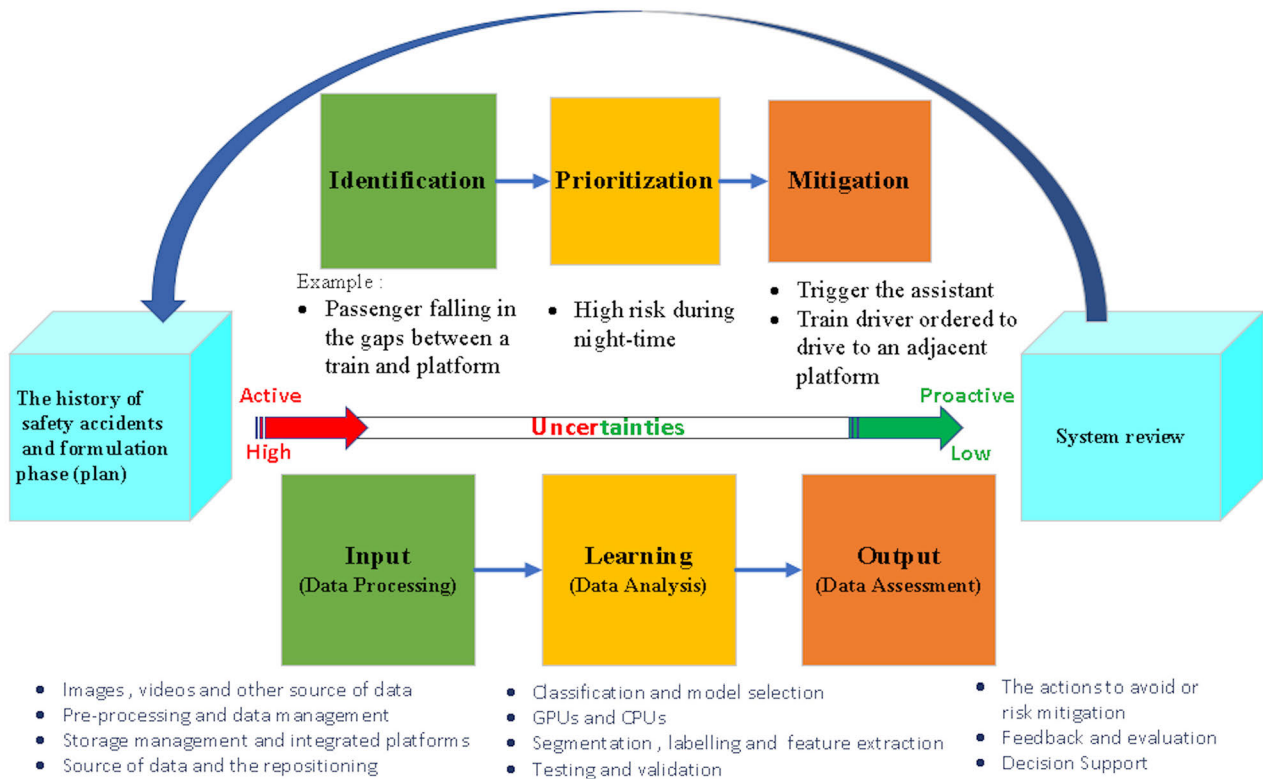 Identification
Prioritization
Mitigation
Example :
• Passenger falling in
the gaps between a
train and platform
• High risk during
night-time
• Trigger the assistant
• Train driver ordered to
drive to an adjacent
platform
The history of
safety accidents
and formulation
phase (plan)
Active
High
Uncertainties
Proactive
Low
System review
Input
(Data Processing)
Learning
(Data Analysis)
Output
(Data Assessment)
• Images , videos and other source of data
• Pre-processing and data management
• Storage management and integrated platforms
• Source of data and the repositioning
• Classification and model selection
• GPUs and CPUs
• Segmentation , labelling and feature extraction
• Testing and validation
• The actions to avoid or
risk mitigation
• Feedback and evaluation
• Decision Support